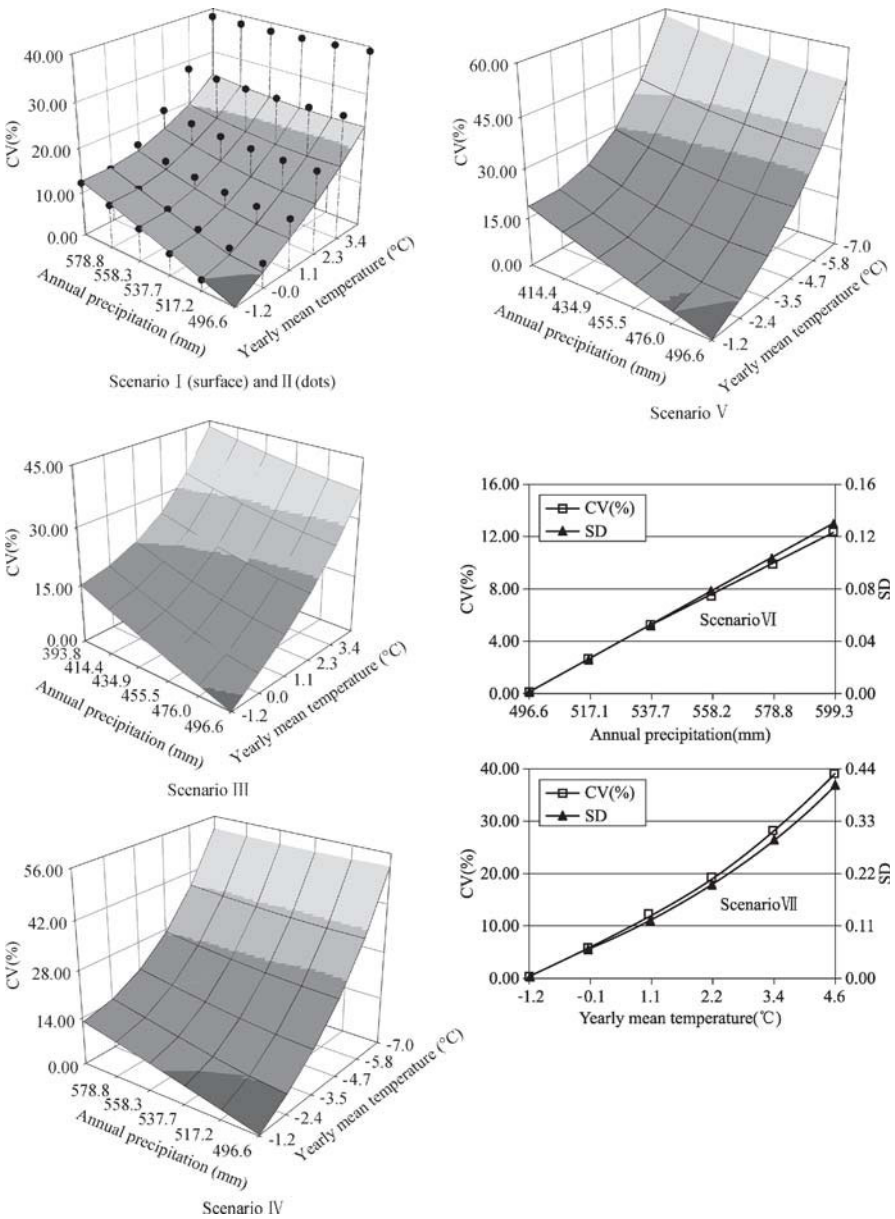 40.00
30.00
20.00
10.00
0.00
CV(%)
578.8
558.3
537.7
517.2
496.6
Annual precipitation (mm)
-1.2
-0.0
1.1
2.3
3.4
Yearly mean temperature (°C)
Scenario Ⅰ (surface) and Ⅱ (dots)
60.00
45.00
30.00
15.00
0.00
CV(%)
414.4
434.9
455.5
476.0
496.6
Annual precipitation (mm)
-1.2
-2.4
-3.5
-4.7
-5.8
-7.0
Yearly mean temperature (°C)
Scenario Ⅴ
45.00
30.00
15.00
0.00
CV(%)
393.8
414.4
434.9
455.5
476.0
496.6
Annual precipitation (mm)
-1.2
0.0
1.1
2.3
3.4
Yearly mean temperature (°C)
Scenario Ⅲ
16.00
12.00
8.00
4.00
0.00
CV(%)
CV(%)
SD
0.16
0.12
0.08
0.04
0.00
SD
Scenario Ⅵ
496.6 517.1 537.7 558.2 578.8 599.3
Annual precipitation(mm)
40.00
30.00
20.00
10.00
0.00
CV(%)
CV(%)
SD
0.44
0.33
0.22
0.11
0.00
SD
Scenario Ⅶ
-1.2 -0.1 1.1 2.2 3.4 4.6
Yearly mean temperature(℃)
56.00
42.00
28.00
14.00
0.00
CV(%)
578.8
558.3
537.7
517.2
496.6
Annual precipitation (mm)
-1.2
-2.4
-3.5
-4.7
-5.8
-7.0
Yearly mean temperature (°C)
Scenario Ⅳ